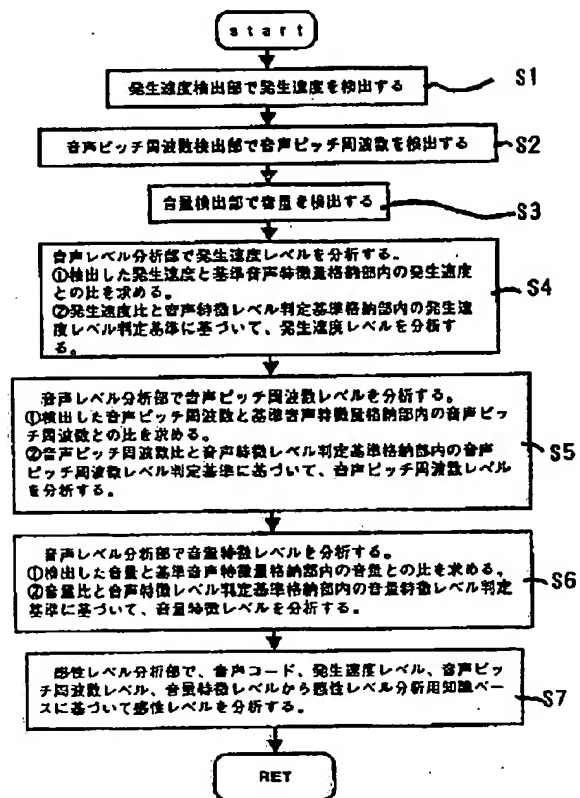 start
発生速度検出部で発生速度を検出する
S1
音声ピッチ周波数検出部で音声ピッチ周波数を検出する
S2
音量検出部で音量を検出する
S3
音声レベル分析部で発生速度レベルを分析する。
①検出した発生速度と基準音声特徴量格納部内の発生速度
との比を求める。
②発生速度比と音声特徴レベル判定基準格納部内の発生速
度レベル判定基準に基づいて、発生速度レベルを分析す
る。
S4
音声レベル分析部で音声ピッチ周波数レベルを分析する。
①検出した音声ピッチ周波数と基準音声特徴量格納部内の音声ピッ
チ周波数との比を求める。
②音声ピッチ周波数比と音声特徴レベル判定基準格納部内の音声
ピッチ周波数レベル判定基準に基づいて、音声ピッチ周波数レベル
を分析する。
S5
音声レベル分析部で音量特徴レベルを分析する。
①検出した音量と基準音声特徴量格納部内の音量との比を求める。
②音量比と音声特徴レベル判定基準格納部内の音量特徴レベル判定
基準に基づいて、音量特徴レベルを分析する。
S6
感性レベル分析部で、音声コード、発生速度レベル、音声ピッ
チ周波数レベル、音量特徴レベルから感性レベル分析用知識ベー
スに基づいて感性レベルを分析する。
S7
RET